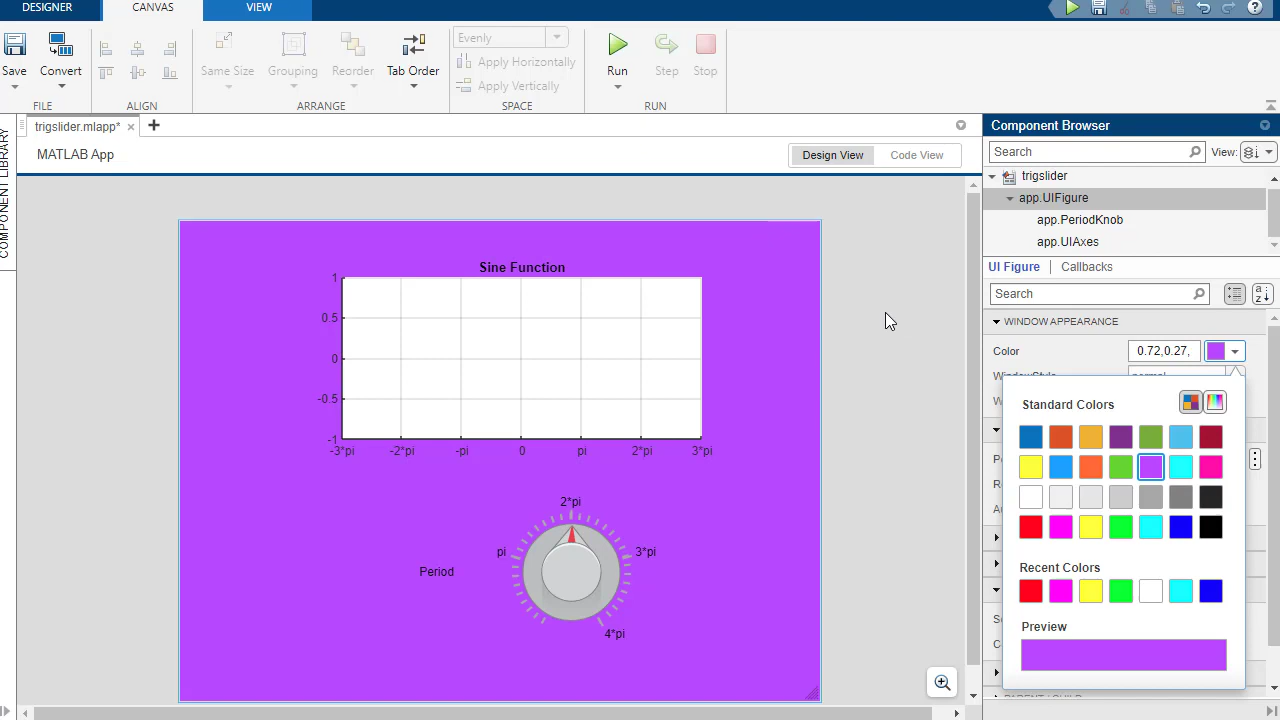 DESIGNER CANVAS VIEW
Save Convert Same Size Grouping Reorder Tab Order Evenly Apply Horizontally Apply Vertically Run Step Stop
FILE ALIGN ARRANGE SPACE RUN
trigslider.mlapp*
MATLAB App Design View Code View
COMPONENT LIBRARY
Sine Function
1
0.5
0
-0.5
-1
-3*pi -2*pi -pi 0 pi 2*pi 3*pi
2*pi
pi 3*pi
Period
4*pi
Component Browser
Search View:
trigslider
app.UIFigure
app.PeriodKnob
app.UIAxes
UI Figure Callbacks
Search
WINDOW APPEARANCE
Color 0.72,0.27,
Standard Colors
Recent Colors
Preview